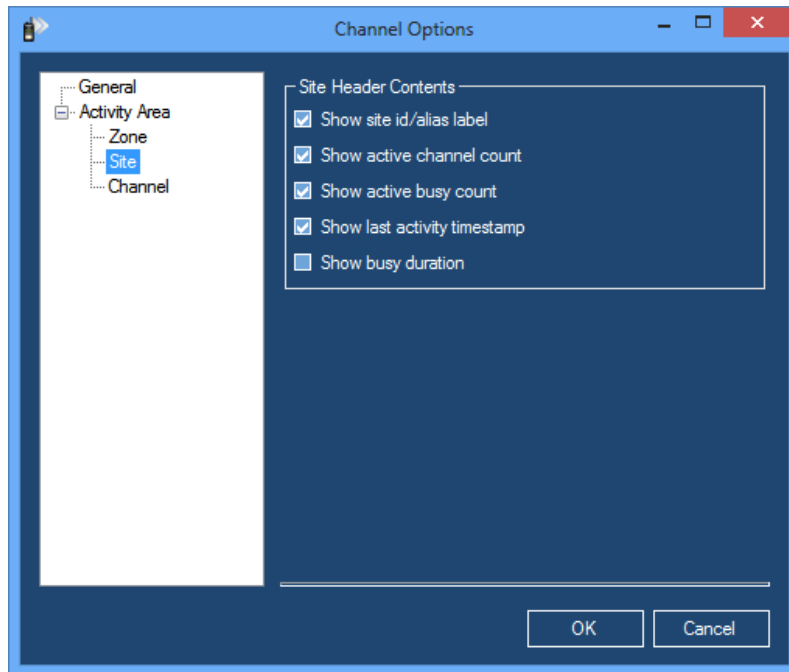 Channel Options
General
Activity Area
Zone
Site
Channel
Site Header Contents
Show site id/alias label
Show active channel count
Show active busy count
Show last activity timestamp
Show busy duration
OK
Cancel